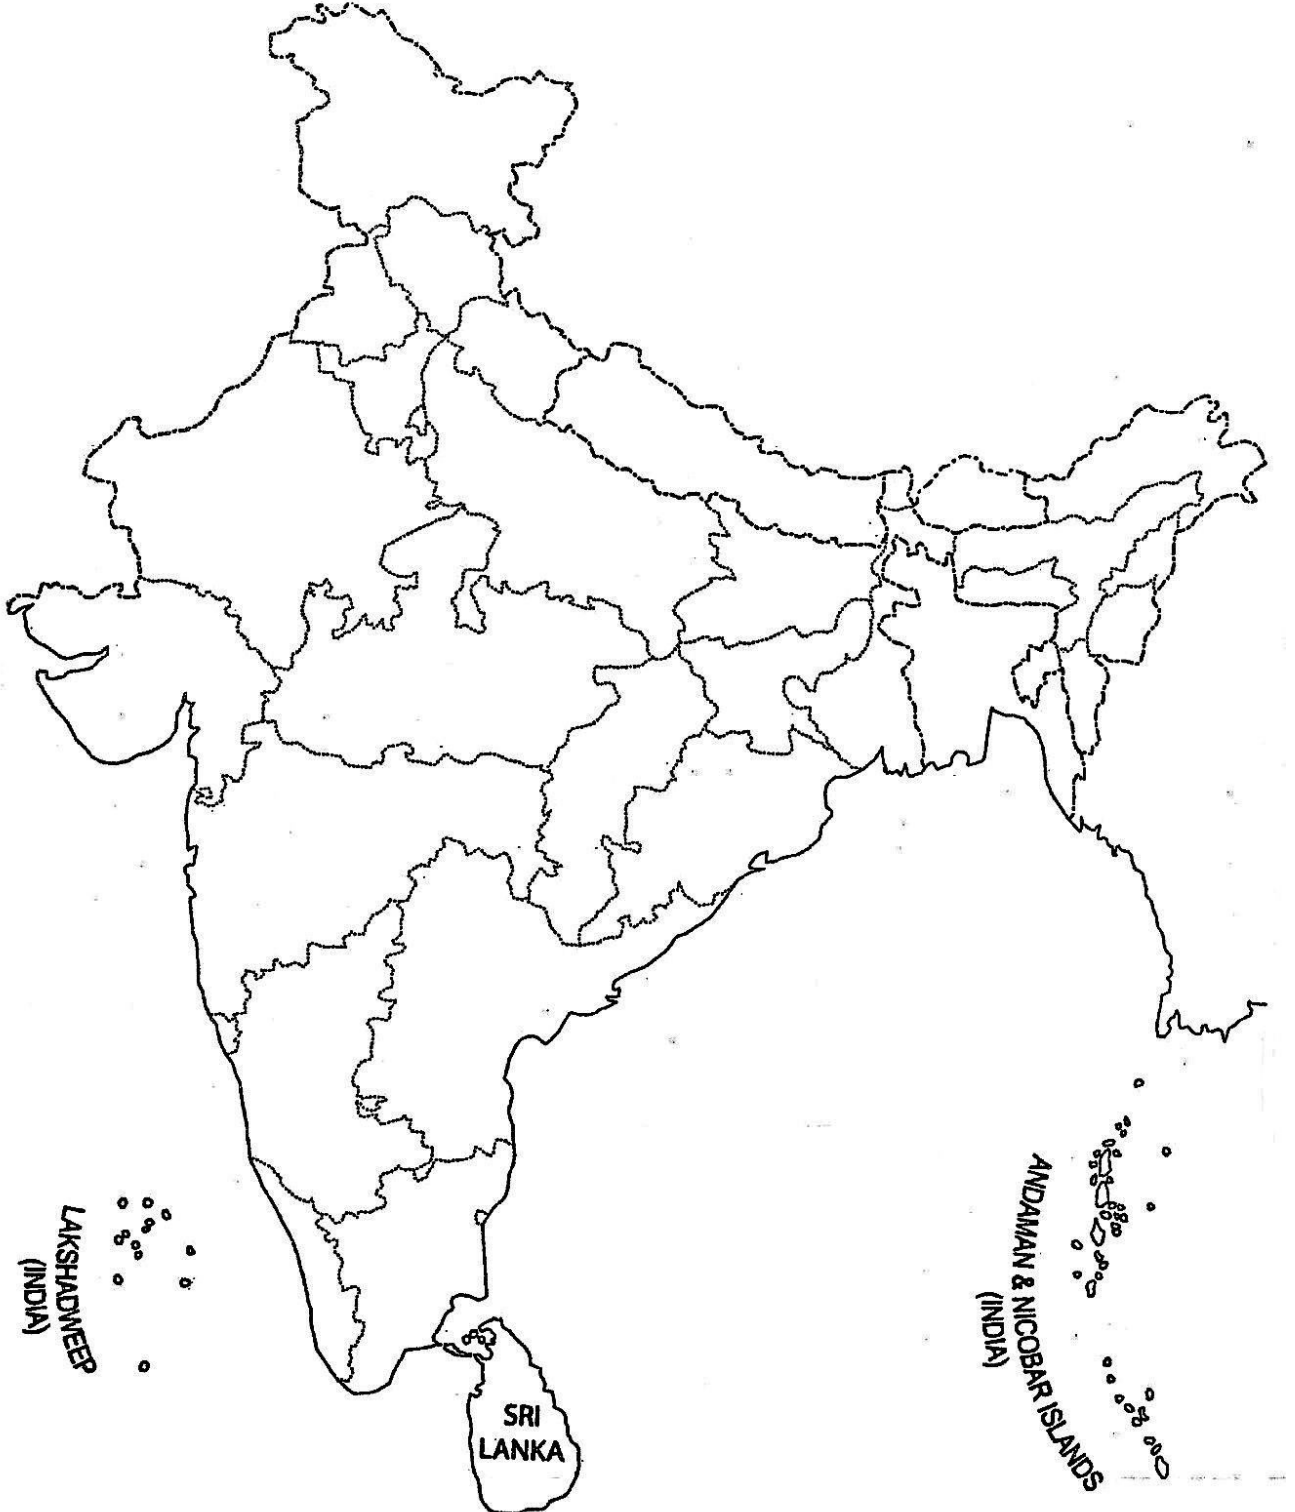 LAKSHADWEEP
(INDIA)
ANDAMAN & NICOBAR ISLANDS
(INDIA)
SRI
LANKA